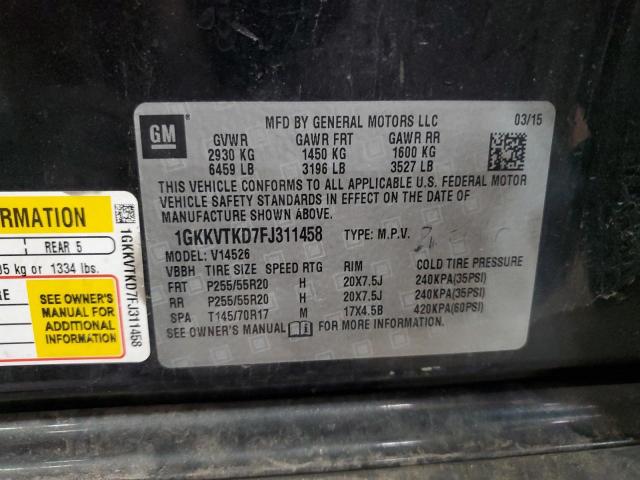 GM
MFD BY GENERAL MOTORS LLC 03/15
GVWR GAWR FRT GAWR RR
2930 KG 1450 KG 1600 KG
6459 LB 3196 LB 3527 LB
THIS VEHICLE CONFORMS TO ALL APPLICABLE U.S. FEDERAL MOTOR
VEHICLE SAFETY STANDARDS IN EFFECT ON THE DATE OF
MANUFACTURE SHOWN ABOVE.
1GKKVTKD7FJ311458 TYPE: M.P.V.
MODEL: V14526
VBBH TIRE SIZE SPEED RTG RIM COLD TIRE PRESSURE
FRT P255/55R20 H 20X7.5J 240KPA(35PSI)
RR P255/55R20 H 20X7.5J 240KPA(35PSI)
SPA T145/70R17 M 17X4.5B 420KPA(60PSI)
SEE OWNER'S MANUAL FOR MORE INFORMATION
REAR 5
kg or 1334 lbs.
SEE OWNER'S
MANUAL FOR
ADDITIONAL
INFORMATION
1GKKVTKD7FJ311458